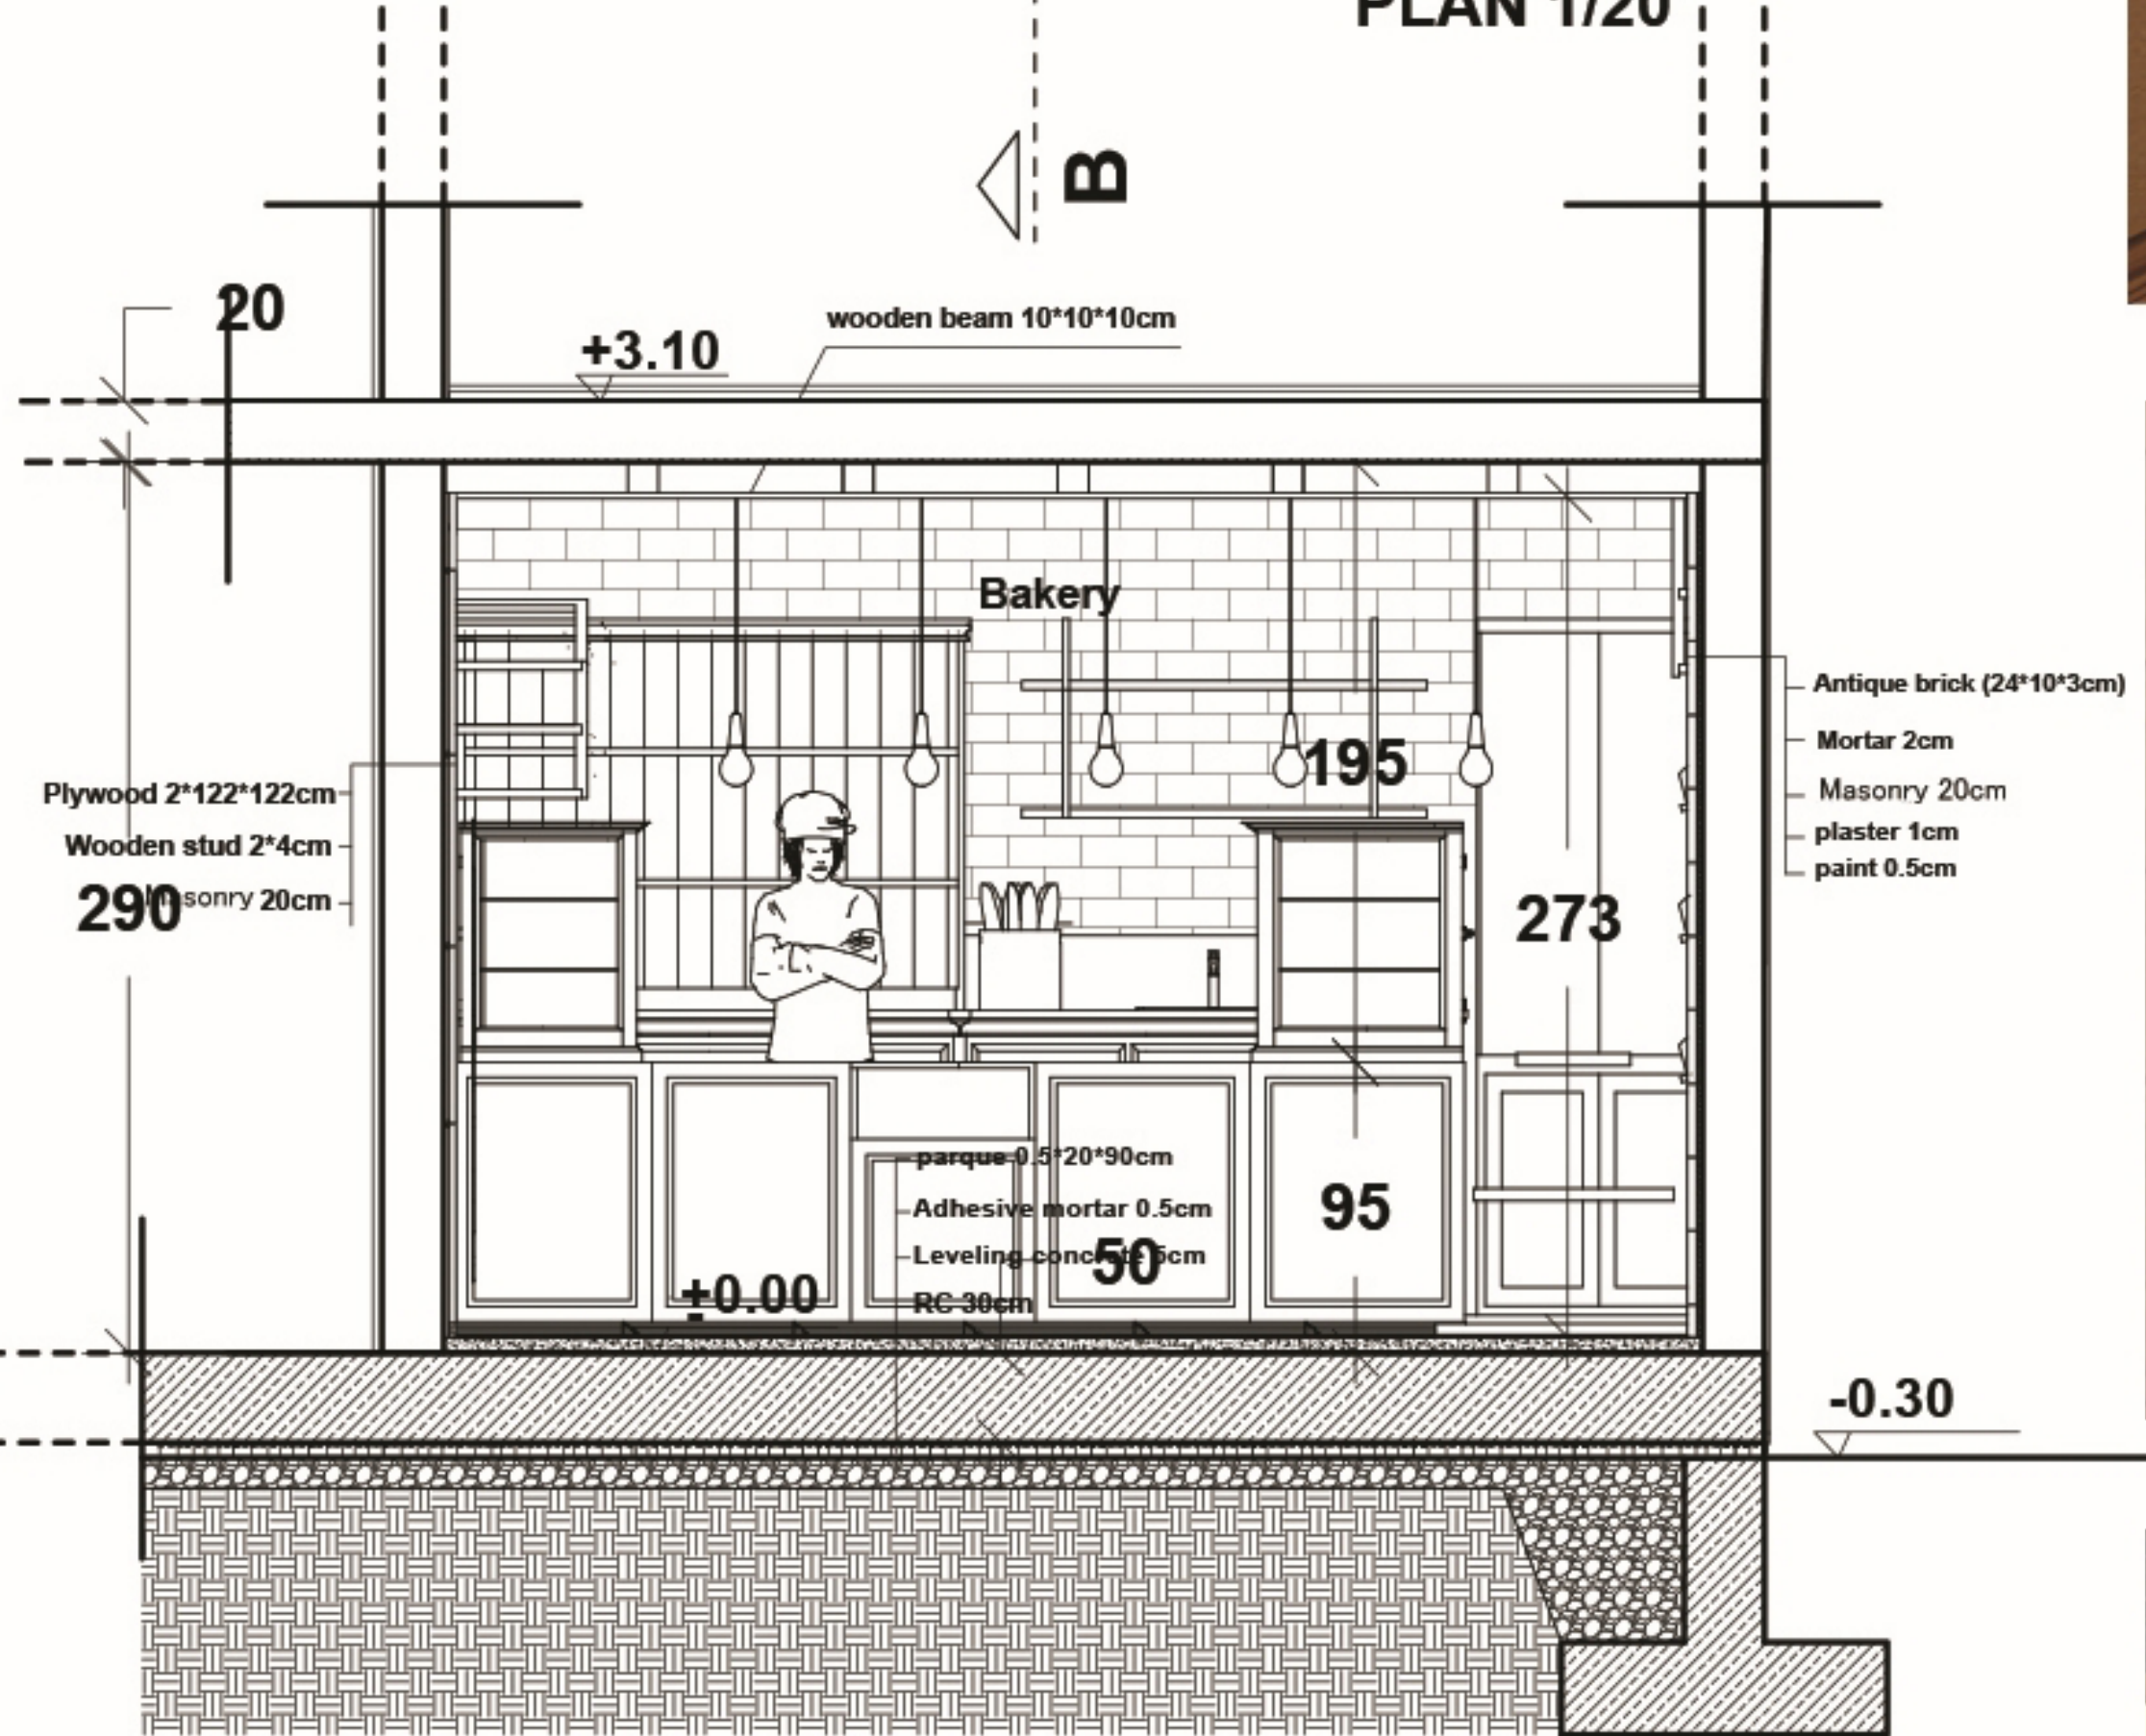 PLAN 1/20
B
20
+3.10
wooden beam 10*10*10cm
Bakery
195
Antique brick (24*10*3cm)
Mortar 2cm
Masonry 20cm
plaster 1cm
paint 0.5cm
Plywood 2*122*122cm
Wooden stud 2*4cm
Masonry 20cm
290
273
parque 0.5*20*90cm
Adhesive mortar 0.5cm
Leveling concrete 5cm
RC 30cm
50
95
±0.00
-0.30